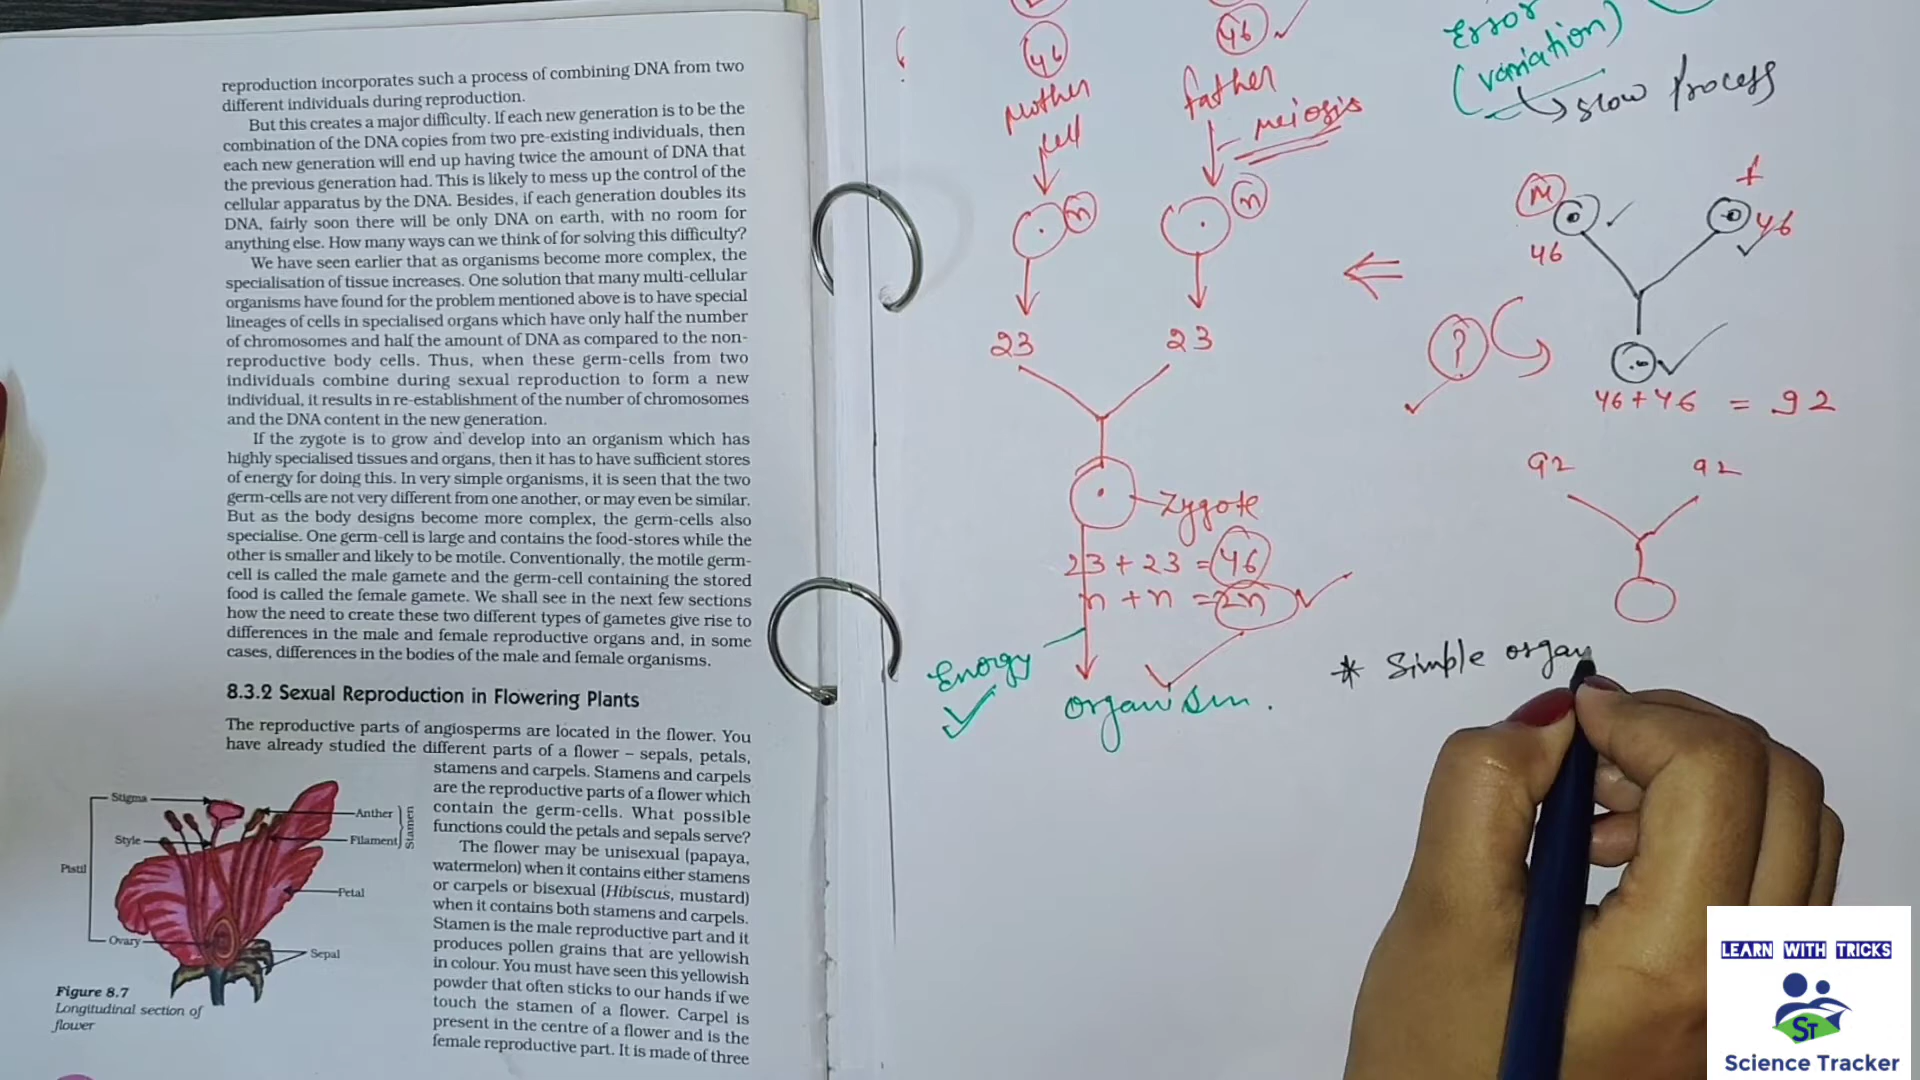 reproduction incorporates such a process of combining DNA from two
different individuals during reproduction.
But this creates a major difficulty. If each new generation is to be the
combination of the DNA copies from two pre-existing individuals, then
each new generation will end up having twice the amount of DNA that
the previous generation had. This is likely to mess up the control of the
cellular apparatus by the DNA. Besides, if each generation doubles its
DNA, fairly soon there will be only DNA on earth, with no room for
anything else. How many ways can we think of for solving this difficulty?
We have seen earlier that as organisms become more complex, the
specialisation of tissue increases. One solution that many multi-cellular
organisms have found for the problem mentioned above is to have special
lineages of cells in specialised organs which have only half the number
of chromosomes and half the amount of DNA as compared to the non-
reproductive body cells. Thus, when these germ-cells from two
individuals combine during sexual reproduction to form a new
individual, it results in re-establishment of the number of chromosomes
and the DNA content in the new generation.
If the zygote is to grow and develop into an organism which has
highly specialised tissues and organs, then it has to have sufficient stores
of energy for doing this. In very simple organisms, it is seen that the two
germ-cells are not very different from one another, or may even be similar.
But as the body designs become more complex, the germ-cells also
specialise. One germ-cell is large and contains the food-stores while the
other is smaller and likely to be motile. Conventionally, the motile germ-
cell is called the male gamete and the germ-cell containing the stored
food is called the female gamete. We shall see in the next few sections
how the need to create these two different types of gametes give rise to
differences in the male and female reproductive organs and, in some
cases, differences in the bodies of the male and female organisms.
8.3.2 Sexual Reproduction in Flowering Plants
The reproductive parts of angiosperms are located in the flower. You
have already studied the different parts of a flower – sepals, petals,
stamens and carpels. Stamens and carpels
are the reproductive parts of a flower which
contain the germ-cells. What possible
functions could the petals and sepals serve?
The flower may be unisexual (papaya,
watermelon) when it contains either stamens
or carpels or bisexual (Hibiscus, mustard)
when it contains both stamens and carpels.
Stamen is the male reproductive part and it
produces pollen grains that are yellowish
in colour. You must have seen this yellowish
powder that often sticks to our hands if we
touch the stamen of a flower. Carpel is
present in the centre of a flower and is the
female reproductive part. It is made of three
Stigma
Style
Pistil
Ovary
Anther
Filament
Stamen
Petal
Sepal
Figure 8.7
Longitudinal section of
flower
46
46
Mother
father
cell
meiosis
n
n
23
23
Zygote
23 + 23 = 46
n + n = 2n
Energy
organism.
Error
(variation)
slow process
M
46
46
?
46 + 46 = 92
92
92
* Simple organ
LEARN WITH TRICKS
ST
Science Tracker